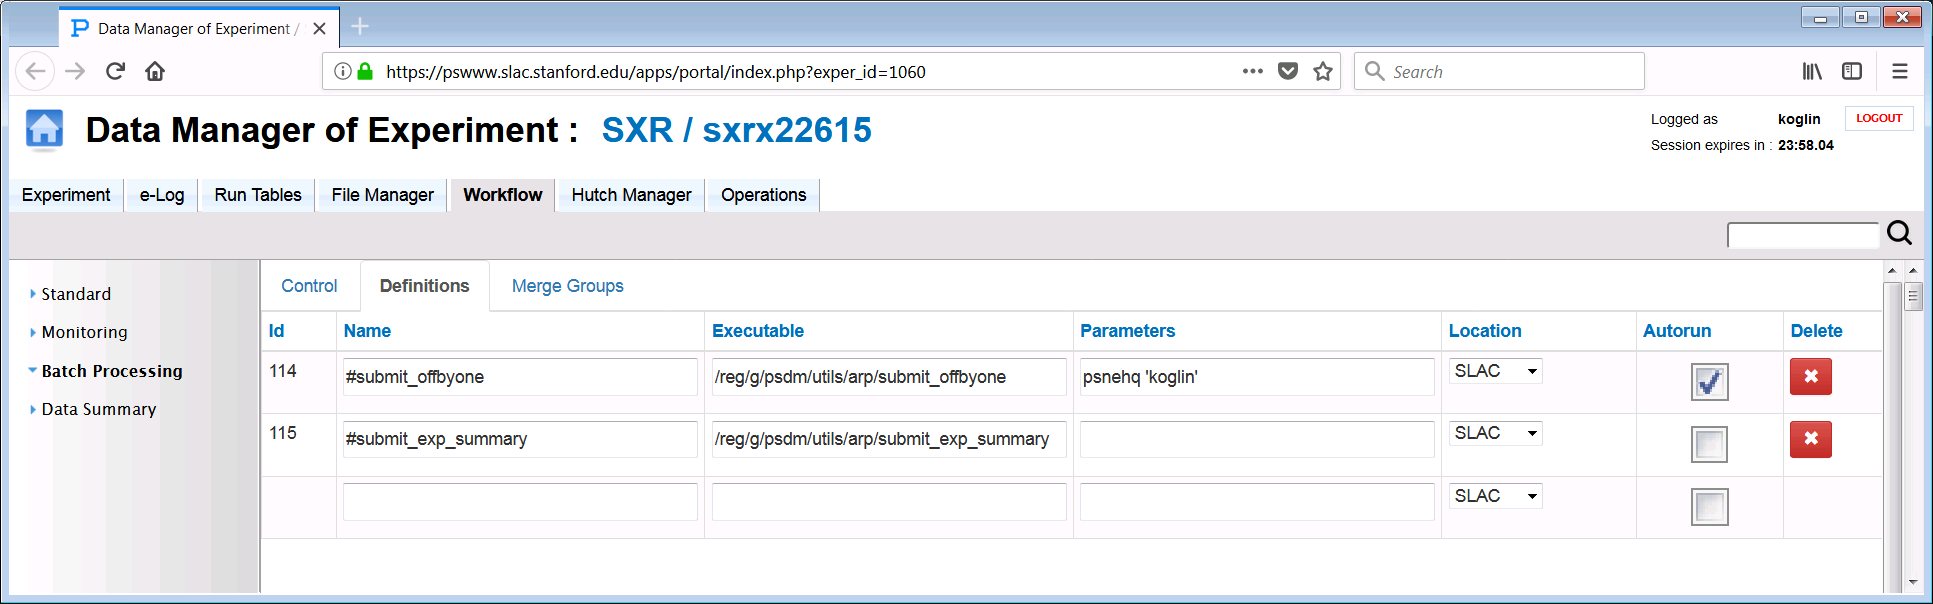 Data Manager of Experiment /
https://pswww.slac.stanford.edu/apps/portal/index.php?exper_id=1060
Search
Data Manager of Experiment : SXR / sxrx22615
Logged as koglin LOGOUT
Session expires in : 23:58.04
Experiment e-Log Run Tables File Manager Workflow Hutch Manager Operations
Standard
Monitoring
Batch Processing
Data Summary
Control Definitions Merge Groups
Id Name Executable Parameters Location Autorun Delete
114 #submit_offbyone /reg/g/psdm/utils/arp/submit_offbyone psnehq 'koglin' SLAC
115 #submit_exp_summary /reg/g/psdm/utils/arp/submit_exp_summary SLAC
SLAC